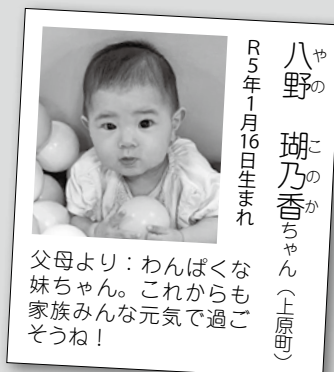 八野　瑚乃香ちゃん（上原町）
やの　このか
R5年1月16日生まれ
父母より：わんぱくな
妹ちゃん。これからも
家族みんな元気で過ご
そうね！